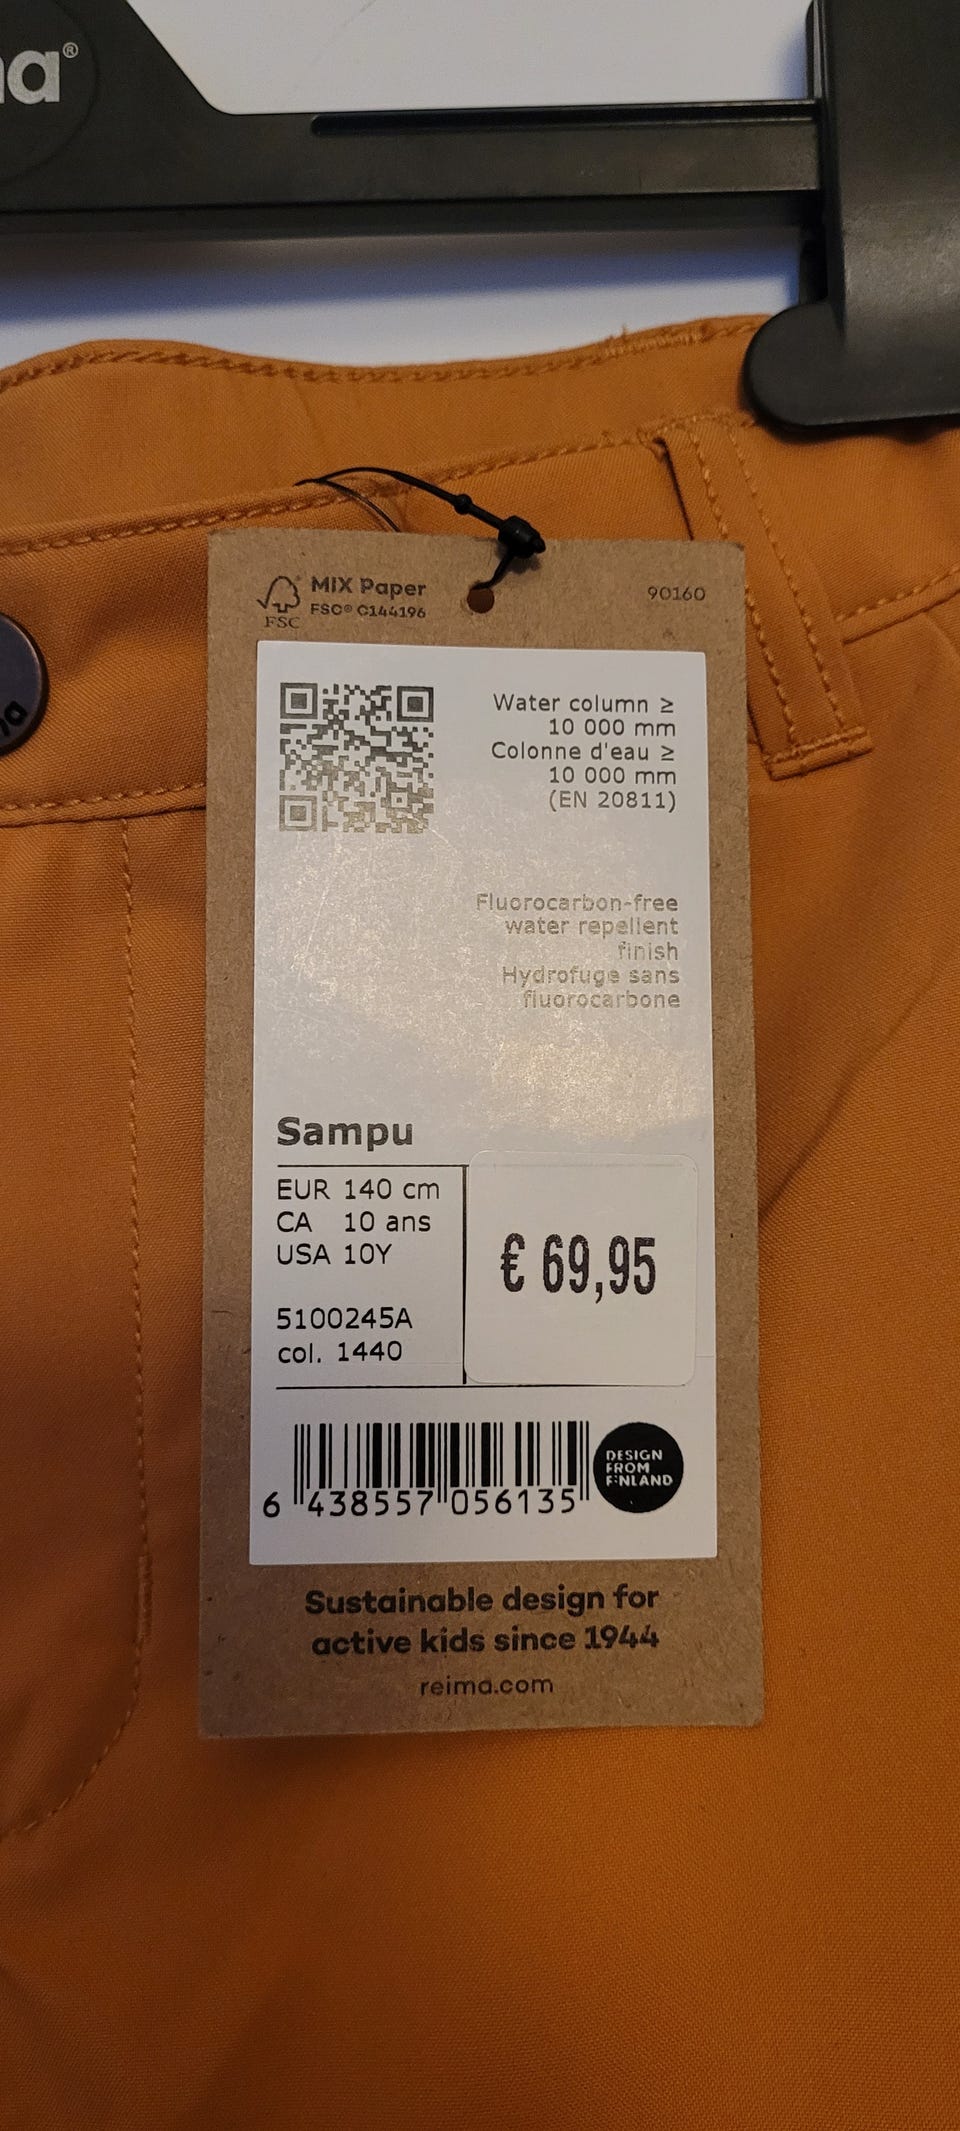 a®
MIX Paper
FSC® C144196
FSC
90160
Water column ≥
10 000 mm
Colonne d'eau ≥
10 000 mm
(EN 20811)
Fluorocarbon-free
water repellent
finish
Hydrofuge sans
fluorocarbone
Sampu
EUR 140 cm
CA 10 ans
USA 10Y
5100245A
col. 1440
€ 69,95
6 438557 056135
DESIGN
FROM
FINLAND
Sustainable design for
active kids since 1944
reima.com